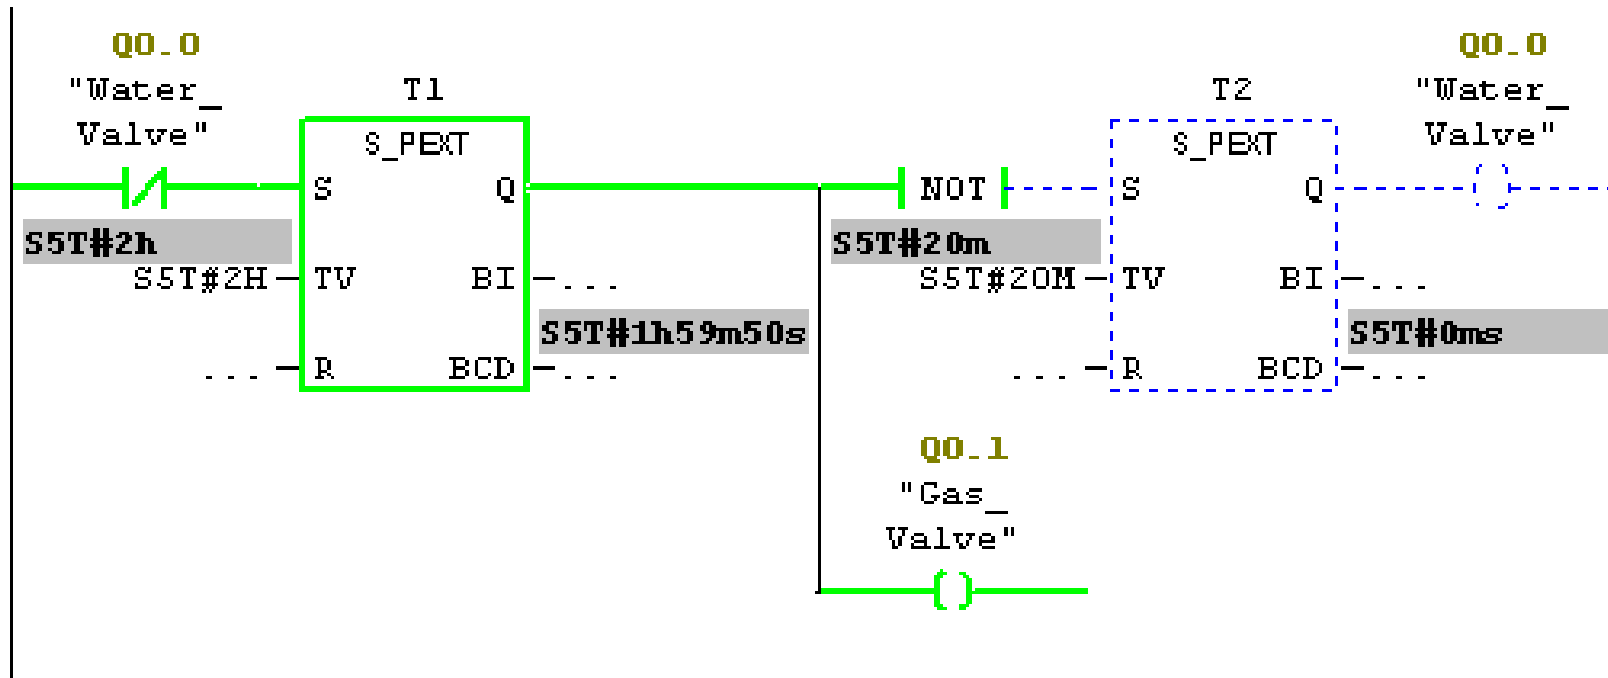 Q0.0
"Water_
Valve"
T1
S_PEXT
S
Q
S5T#2h
S5T#2H
TV
BI
...
S5T#1h59m50s
...
R
BCD
...
NOT
T2
S_PEXT
S
Q
S5T#20m
S5T#20M
TV
BI
...
S5T#0ms
...
R
BCD
...
Q0.0
"Water_
Valve"
Q0.1
"Gas_
Valve"